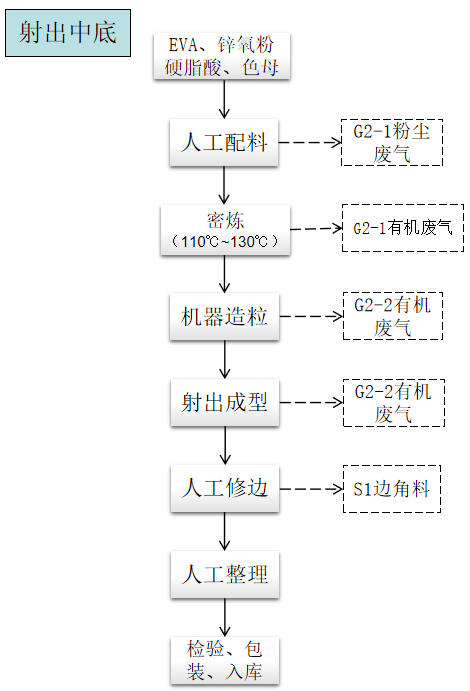 射出中底
EVA、锌氧粉
硬脂酸、色母
人工配料
G2-1粉尘
废气
密炼
（110℃~130℃）
G2-1有机废气
机器造粒
G2-2有机
废气
射出成型
G2-2有机
废气
人工修边
S1边角料
人工整理
检验、包
装、入库